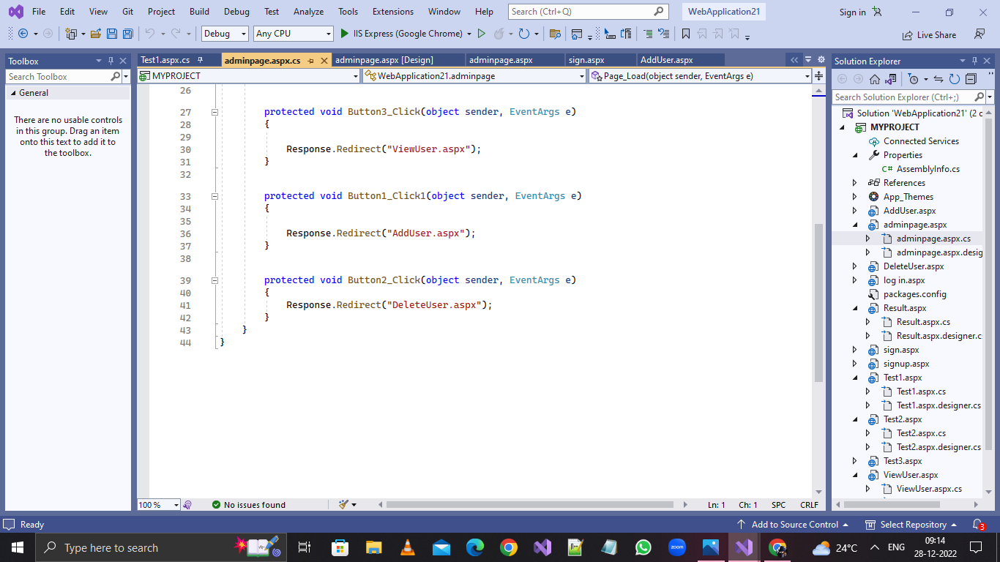 File Edit View Git Project Build Debug Test Analyze Tools Extensions Window Help Search (Ctrl+Q) WebApplication21 Sign in
Debug Any CPU IIS Express (Google Chrome) Live Share
Toolbox
Search Toolbox
General
There are no usable controls
in this group. Drag an item
onto this text to add it to
the toolbox.
Test1.aspx.cs adminpage.aspx.cs adminpage.aspx [Design] adminpage.aspx sign.aspx AddUser.aspx
MYPROJECT WebApplication21.adminpage Page_Load(object sender, EventArgs e)
26
27 protected void Button3_Click(object sender, EventArgs e)
28 {
29
30 Response.Redirect("ViewUser.aspx");
31 }
32
33 protected void Button1_Click1(object sender, EventArgs e)
34 {
35
36 Response.Redirect("AddUser.aspx");
37 }
38
39 protected void Button2_Click(object sender, EventArgs e)
40 {
41 Response.Redirect("DeleteUser.aspx");
42 }
43 }
44 }
100 % No issues found Ln: 1 Ch: 1 SPC CRLF
Solution Explorer
Search Solution Explorer (Ctrl+;)
Solution 'WebApplication21' (2 o
MYPROJECT
Connected Services
Properties
C# AssemblyInfo.cs
References
App_Themes
AddUser.aspx
adminpage.aspx
adminpage.aspx.cs
adminpage.aspx.desig
DeleteUser.aspx
log in.aspx
packages.config
Result.aspx
Result.aspx.cs
Result.aspx.designer.c
sign.aspx
signup.aspx
Test1.aspx
Test1.aspx.cs
Test1.aspx.designer.cs
Test2.aspx
Test2.aspx.cs
Test2.aspx.designer.cs
Test3.aspx
ViewUser.aspx
ViewUser.aspx.cs
Ready Add to Source Control Select Repository 3
Type here to search zoom 24°C ENG 09:14
28-12-2022